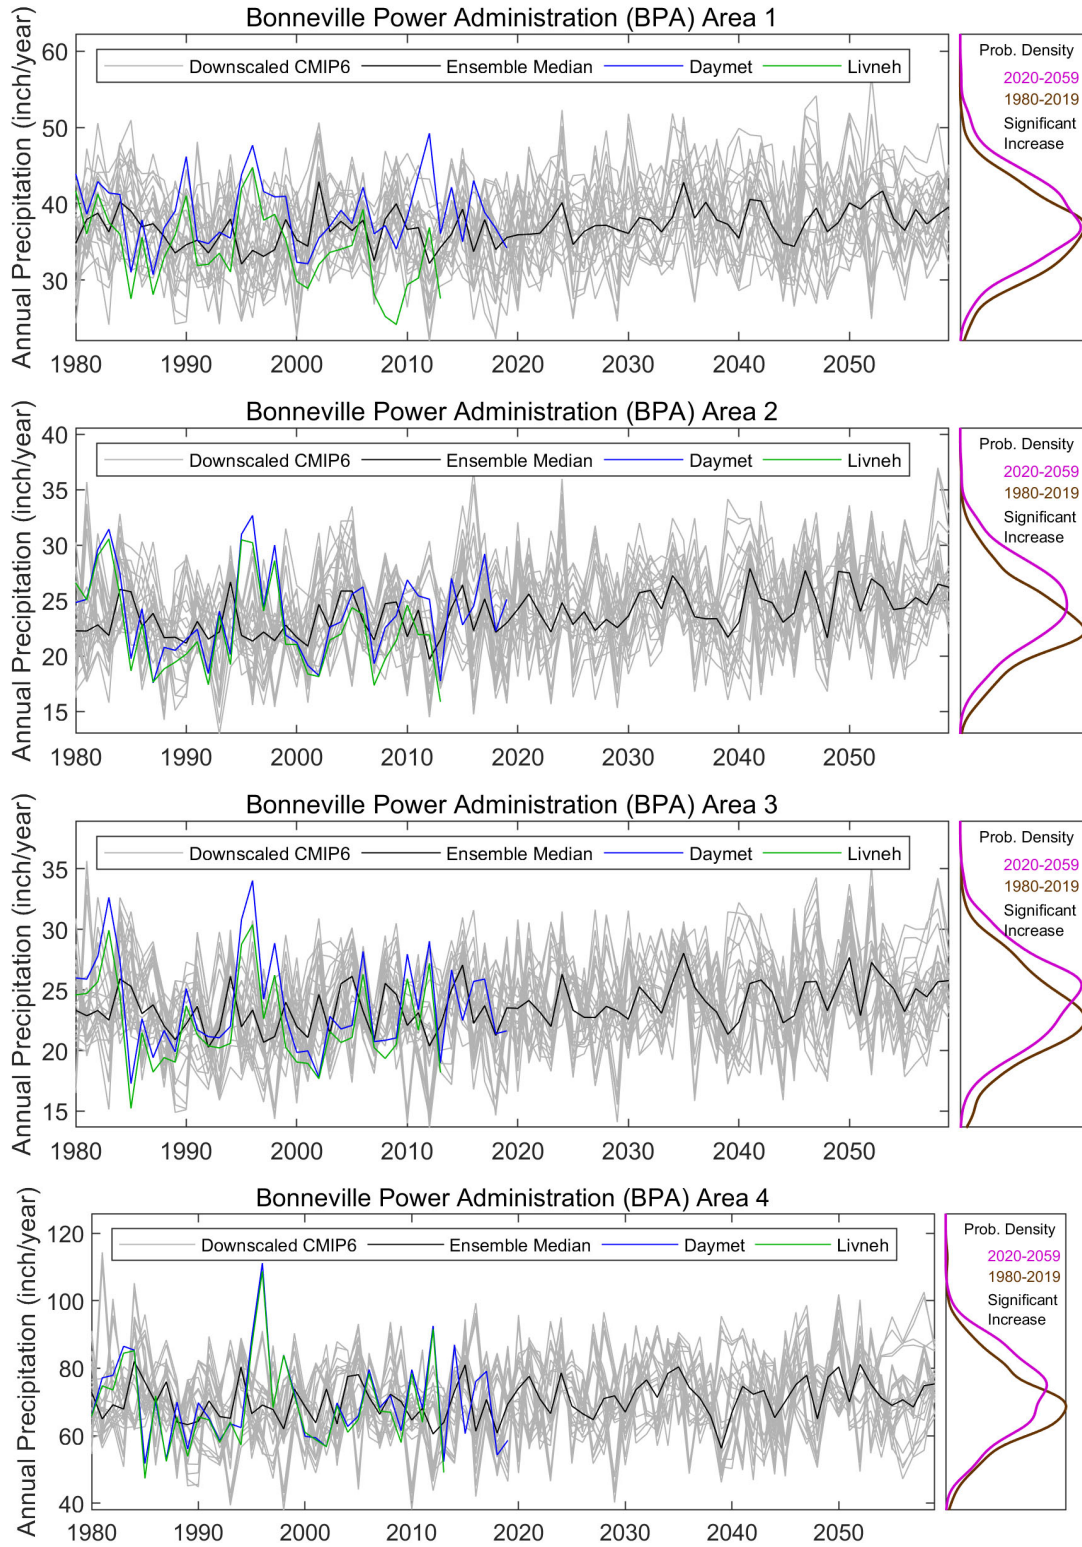 Bonneville Power Administration (BPA) Area 1
Annual Precipitation (inch/year)
60
50
40
30
Downscaled CMIP6 Ensemble Median Daymet Livneh
1980 1990 2000 2010 2020 2030 2040 2050
Prob. Density
2020-2059
1980-2019
Significant
Increase
Bonneville Power Administration (BPA) Area 2
Annual Precipitation (inch/year)
40
35
30
25
20
15
Downscaled CMIP6 Ensemble Median Daymet Livneh
1980 1990 2000 2010 2020 2030 2040 2050
Prob. Density
2020-2059
1980-2019
Significant
Increase
Bonneville Power Administration (BPA) Area 3
Annual Precipitation (inch/year)
35
30
25
20
15
Downscaled CMIP6 Ensemble Median Daymet Livneh
1980 1990 2000 2010 2020 2030 2040 2050
Prob. Density
2020-2059
1980-2019
Significant
Increase
Bonneville Power Administration (BPA) Area 4
Annual Precipitation (inch/year)
120
100
80
60
40
Downscaled CMIP6 Ensemble Median Daymet Livneh
1980 1990 2000 2010 2020 2030 2040 2050
Prob. Density
2020-2059
1980-2019
Significant
Increase